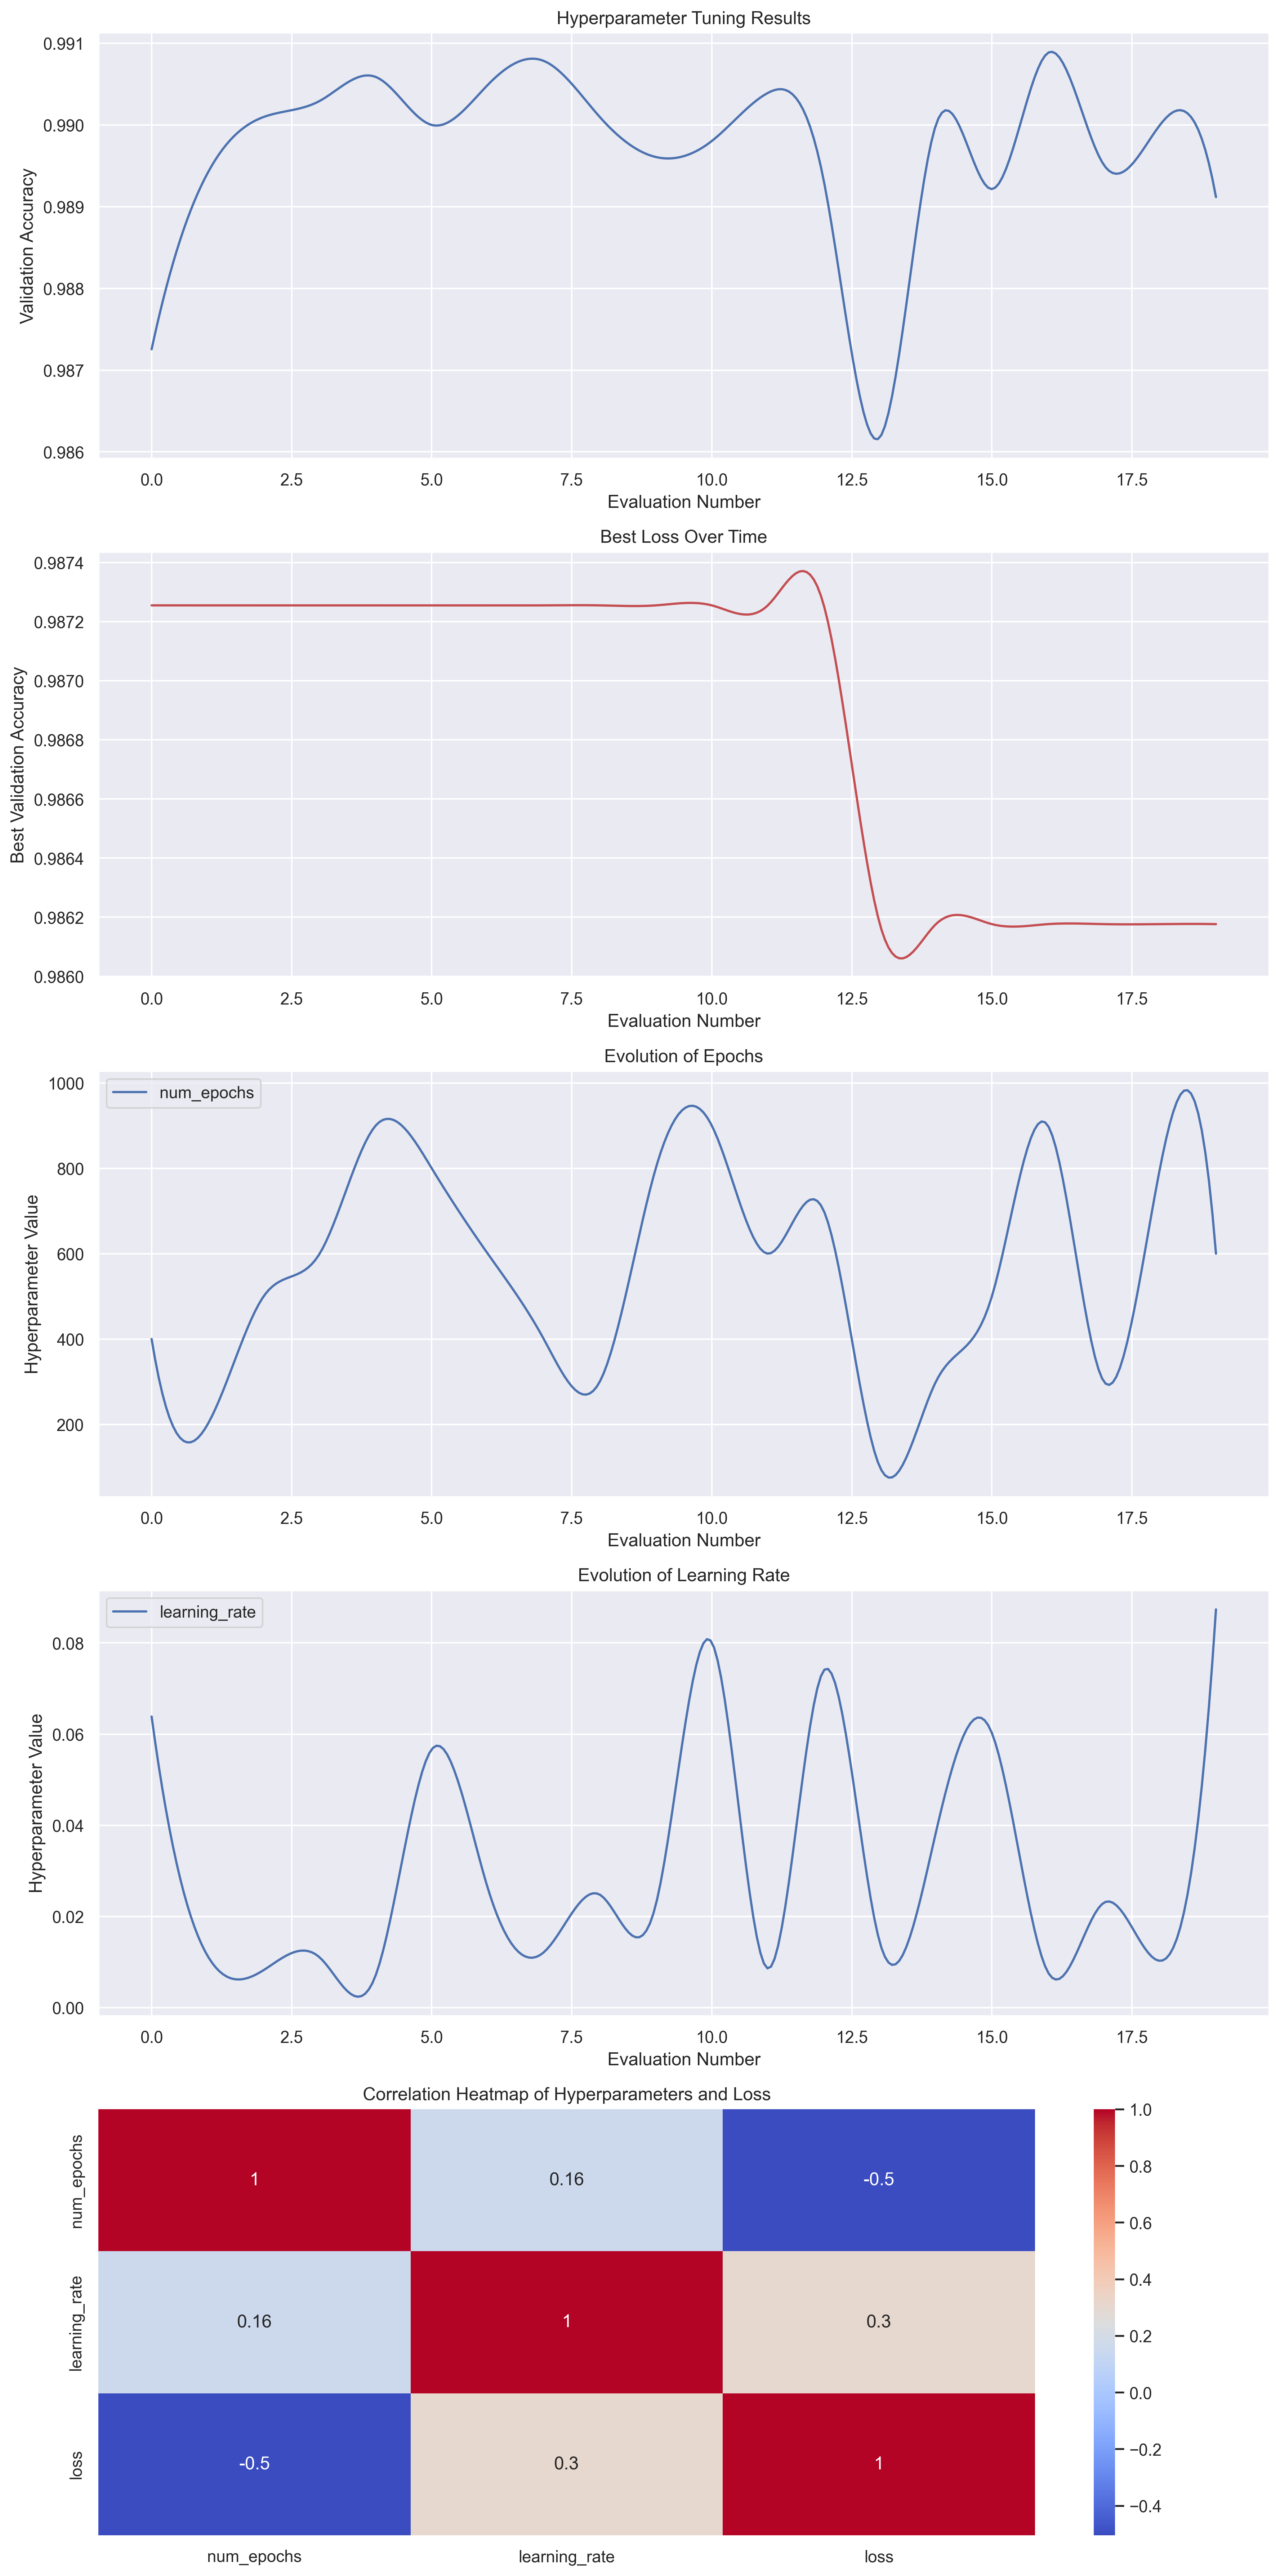 Hyperparameter Tuning Results
Validation Accuracy
0.991
0.990
0.989
0.988
0.987
0.986
0.0 2.5 5.0 7.5 10.0 12.5 15.0 17.5
Evaluation Number
Best Loss Over Time
Best Validation Accuracy
0.9874
0.9872
0.9870
0.9868
0.9866
0.9864
0.9862
0.9860
0.0 2.5 5.0 7.5 10.0 12.5 15.0 17.5
Evaluation Number
Evolution of Epochs
num_epochs
Hyperparameter Value
1000
800
600
400
200
0.0 2.5 5.0 7.5 10.0 12.5 15.0 17.5
Evaluation Number
Evolution of Learning Rate
learning_rate
Hyperparameter Value
0.08
0.06
0.04
0.02
0.00
0.0 2.5 5.0 7.5 10.0 12.5 15.0 17.5
Evaluation Number
Correlation Heatmap of Hyperparameters and Loss
num_epochs
1 0.16 -0.5
learning_rate
0.16 1 0.3
loss
-0.5 0.3 1
num_epochs learning_rate loss
1.0
0.8
0.6
0.4
0.2
0.0
−0.2
−0.4